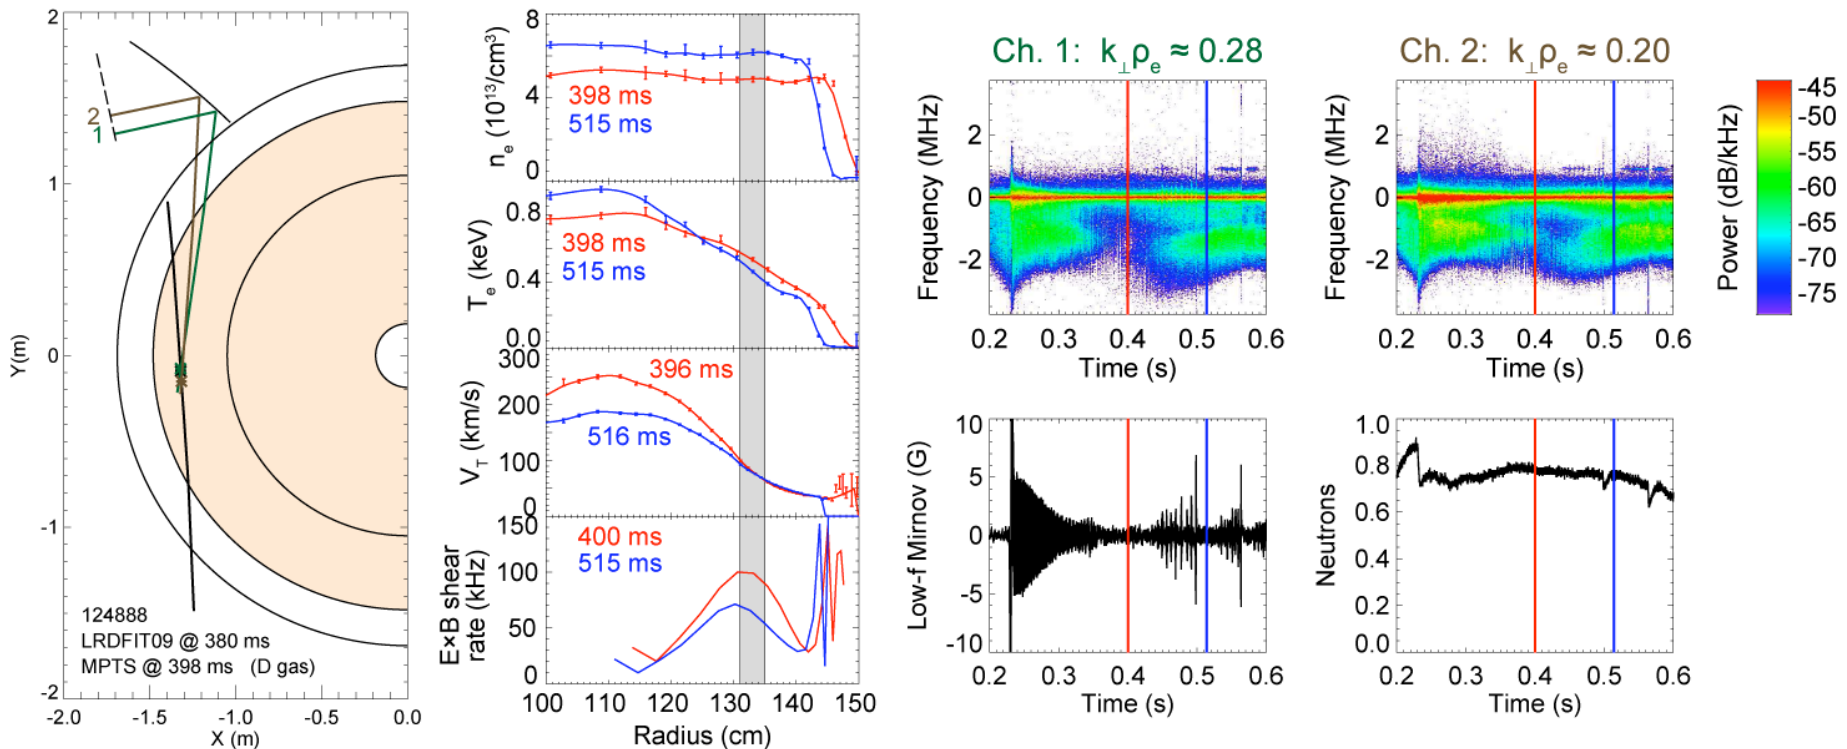 2
1
0
-1
-2
Y(m)
-2.0 -1.5 -1.0 -0.5 0.0
X (m)
2
1
124888
LRDFIT09 @ 380 ms
MPTS @ 398 ms (D gas)
8
6
4
2
0
n_e (10^13/cm^3)
398 ms
515 ms
0.8
0.4
0.0
T_e (keV)
398 ms
515 ms
300
200
100
0
V_T (km/s)
396 ms
516 ms
150
100
50
0
E×B shear
rate (kHz)
400 ms
515 ms
100 110 120 130 140 150
Radius (cm)
Ch. 1: k⊥ρe ≈ 0.28
2
0
-2
Frequency (MHz)
0.2 0.3 0.4 0.5 0.6
Time (s)
Ch. 2: k⊥ρe ≈ 0.20
2
0
-2
Frequency (MHz)
0.2 0.3 0.4 0.5 0.6
Time (s)
Power (dB/kHz)
-45
-50
-55
-60
-65
-70
-75
10
5
0
-5
-10
Low-f Mirnov (G)
0.2 0.3 0.4 0.5 0.6
Time (s)
1.0
0.8
0.6
0.4
0.2
0.0
Neutrons
0.2 0.3 0.4 0.5 0.6
Time (s)